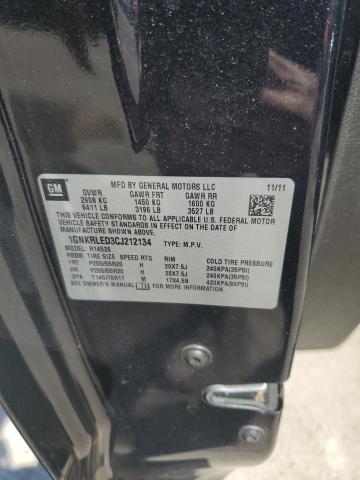 GM
MFD BY GENERAL MOTORS LLC
11/11
GVWR GAWR FRT GAWR RR
2908 KG 1450 KG 1600 KG
6411 LB 3196 LB 3527 LB
THIS VEHICLE CONFORMS TO ALL APPLICABLE U.S. FEDERAL MOTOR
VEHICLE SAFETY STANDARDS IN EFFECT ON THE DATE OF
MANUFACTURE SHOWN ABOVE.
1GNKRLED3CJ212134 TYPE: M.P.V.
MODEL: R14526
TIRE SIZE SPEED RTG RIM COLD TIRE PRESSURE
FRT P255/55R20 H 20X7.5J 240KPA(35PSI)
RR P255/55R20 H 20X7.5J 240KPA(35PSI)
SPA T145/70R17 M 17X4.5B 420KPA(60PSI)
SEE OWNER'S MANUAL FOR MORE INFORMATION.